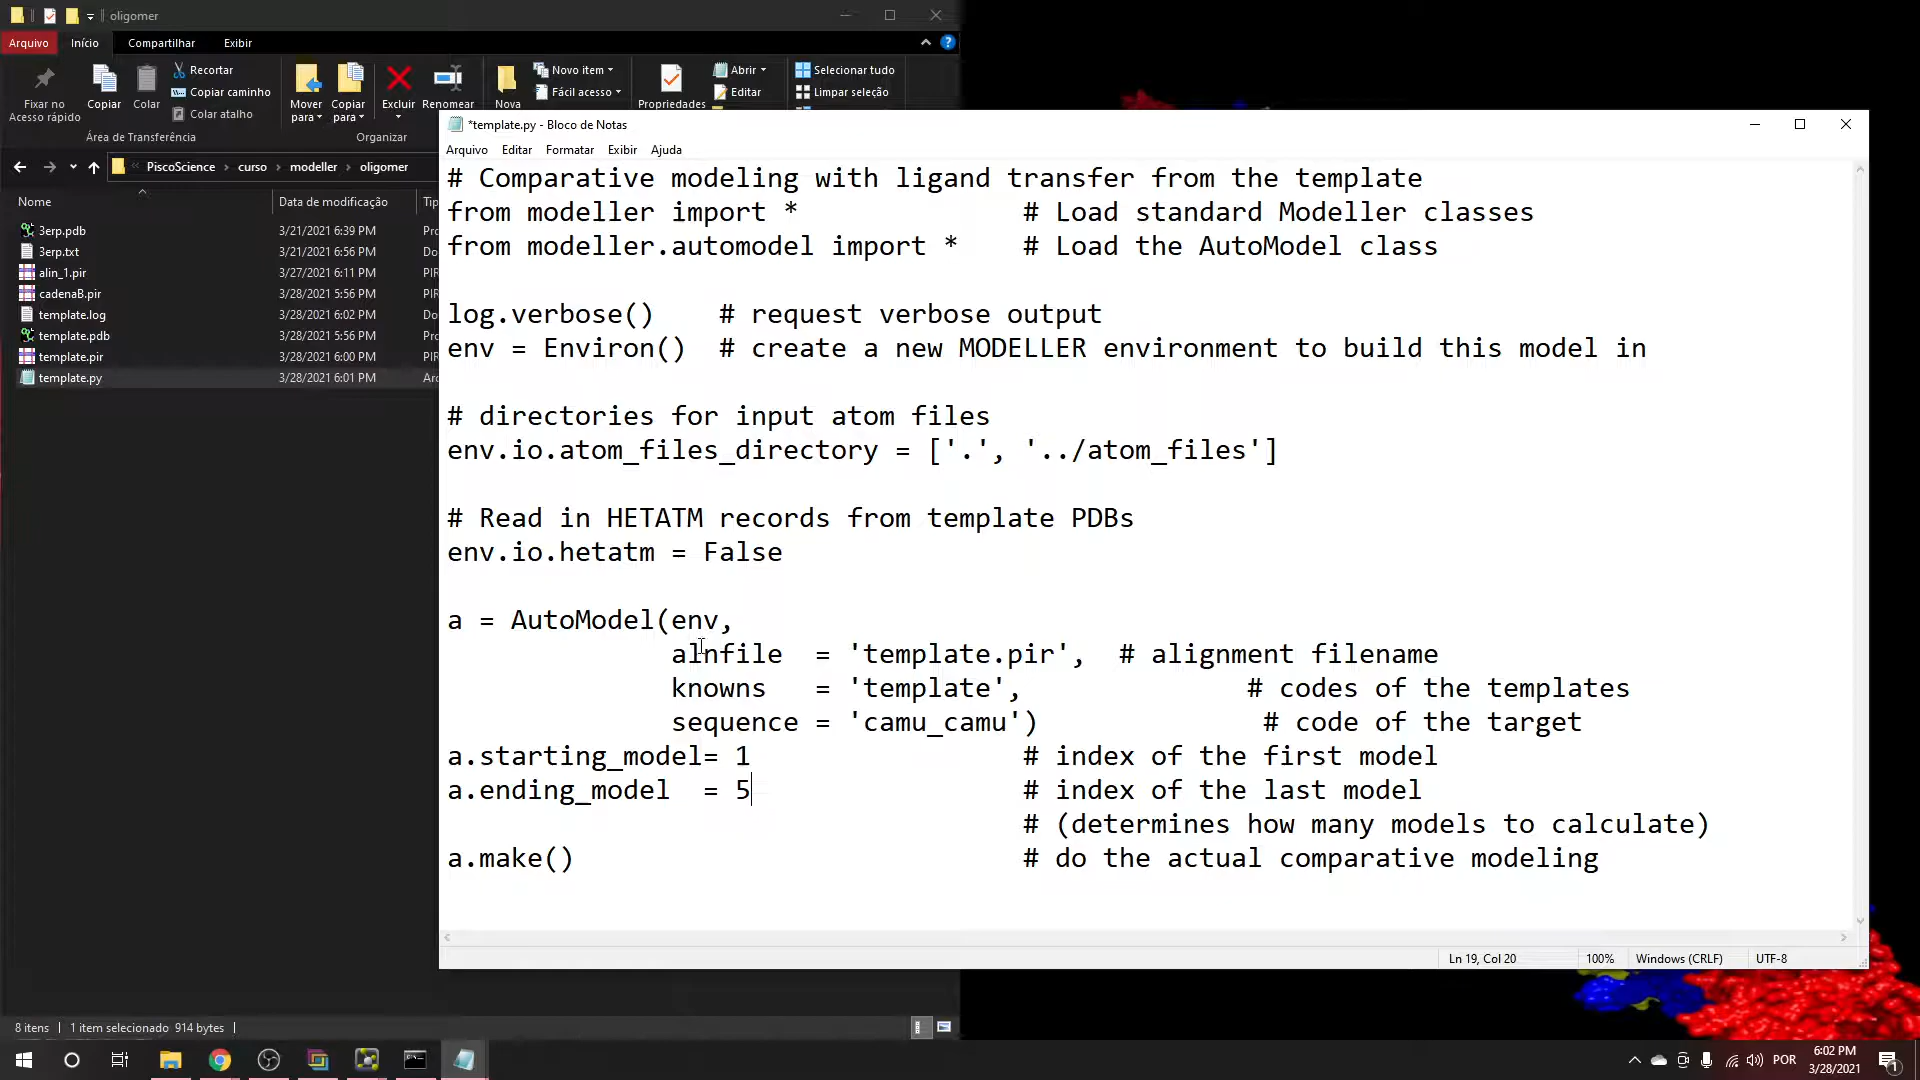 oligomer
Arquivo Início Compartilhar Exibir
Fixar no Acesso rápido
Copiar
Colar
Recortar
Copiar caminho
Colar atalho
Mover para
Copiar para
Excluir
Renomear
Nova
Novo item
Fácil acesso
Propriedades
Abrir
Editar
Selecionar tudo
Limpar seleção
Área de Transferência
Organizar
PiscoScience › curso › modeller › oligomer
Nome Data de modificação Tip
3erp.pdb 3/21/2021 6:39 PM Pro
3erp.txt 3/21/2021 6:56 PM Do
alin_1.pir 3/27/2021 6:11 PM PIR
cadenaB.pir 3/28/2021 5:56 PM PIR
template.log 3/28/2021 6:02 PM Do
template.pdb 3/28/2021 5:56 PM Pro
template.pir 3/28/2021 6:00 PM PIR
template.py 3/28/2021 6:01 PM Arc
*template.py - Bloco de Notas
Arquivo Editar Formatar Exibir Ajuda
# Comparative modeling with ligand transfer from the template
from modeller import * # Load standard Modeller classes
from modeller.automodel import * # Load the AutoModel class
log.verbose() # request verbose output
env = Environ() # create a new MODELLER environment to build this model in
# directories for input atom files
env.io.atom_files_directory = ['.', '../atom_files']
# Read in HETATM records from template PDBs
env.io.hetatm = False
a = AutoModel(env,
alnfile = 'template.pir', # alignment filename
knowns = 'template', # codes of the templates
sequence = 'camu_camu') # code of the target
a.starting_model= 1 # index of the first model
a.ending_model = 5 # index of the last model
# (determines how many models to calculate)
a.make() # do the actual comparative modeling
Ln 19, Col 20 100% Windows (CRLF) UTF-8
8 itens 1 item selecionado 914 bytes
POR
6:02 PM
3/28/2021
1